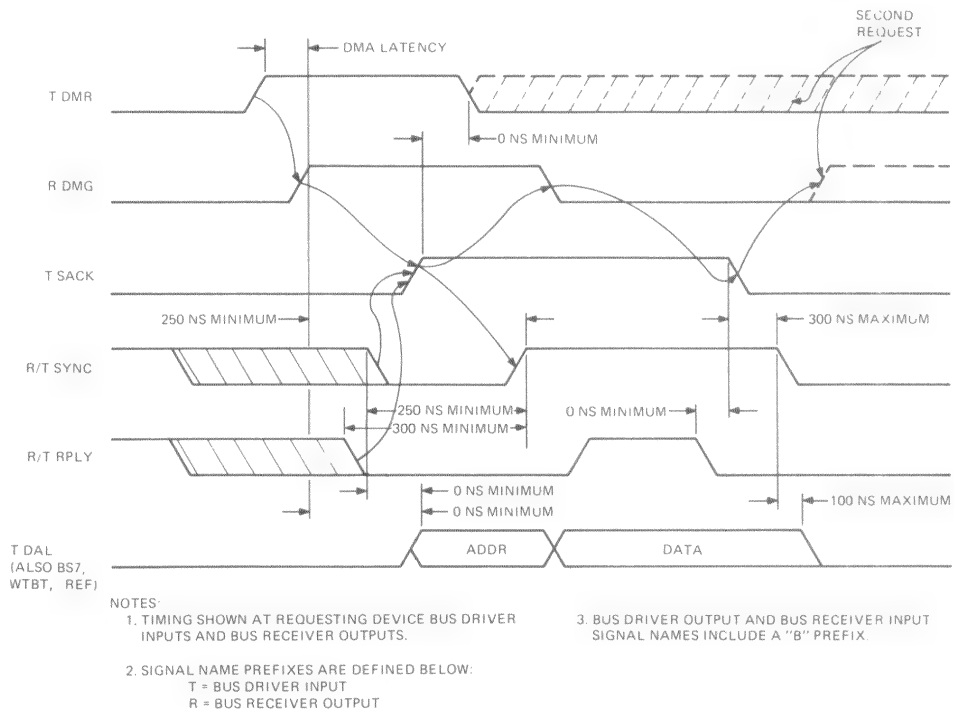 SECOND
REQUEST
DMA LATENCY
T DMR
0 NS MINIMUM
R DMG
T SACK
250 NS MINIMUM
300 NS MAXIMUM
R/T SYNC
250 NS MINIMUM
0 NS MINIMUM
300 NS MINIMUM
R/T RPLY
0 NS MINIMUM
100 NS MAXIMUM
0 NS MINIMUM
T DAL
(ALSO BS7,
WTBT, REF)
ADDR
DATA
NOTES:
1. TIMING SHOWN AT REQUESTING DEVICE BUS DRIVER
INPUTS AND BUS RECEIVER OUTPUTS.
2. SIGNAL NAME PREFIXES ARE DEFINED BELOW:
T = BUS DRIVER INPUT
R = BUS RECEIVER OUTPUT
3. BUS DRIVER OUTPUT AND BUS RECEIVER INPUT
SIGNAL NAMES INCLUDE A "B" PREFIX.